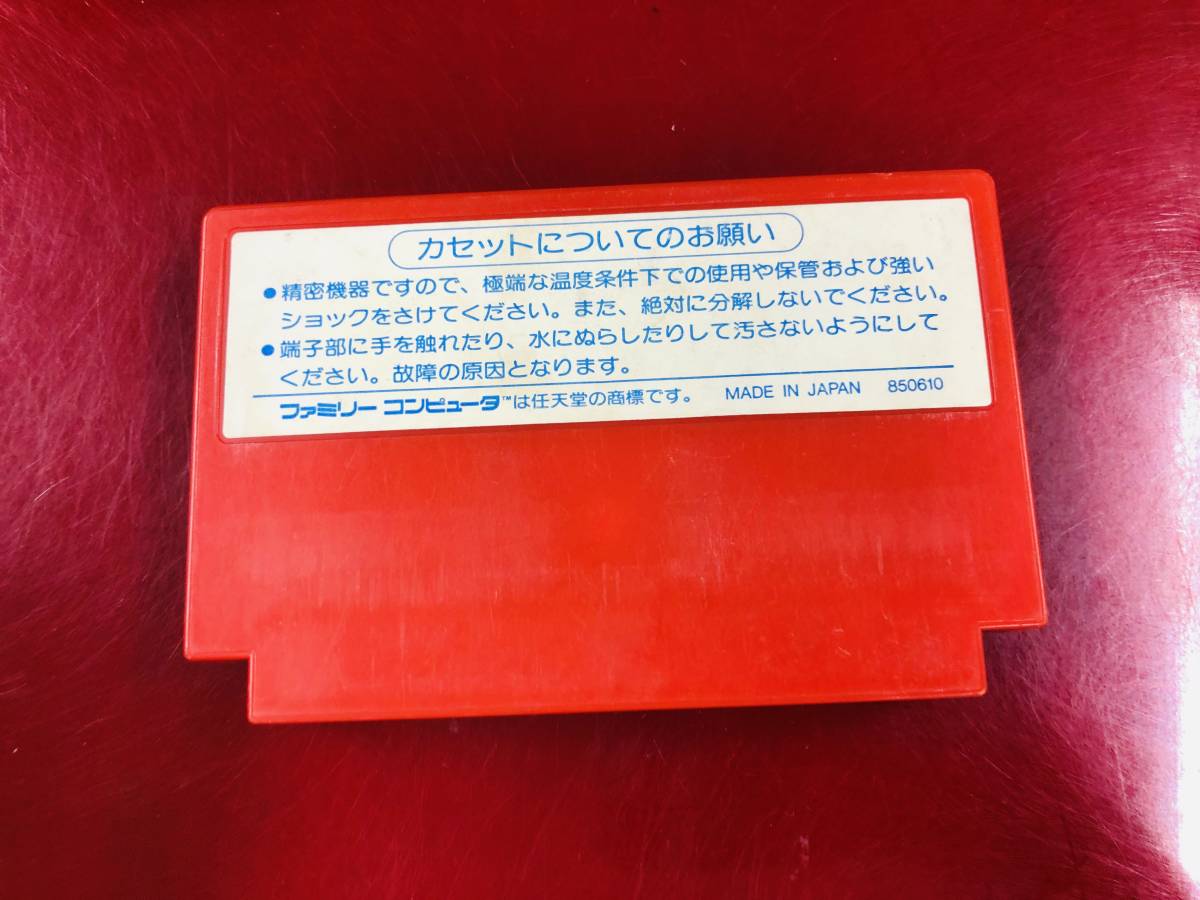 カセットについてのお願い
●精密機器ですので、極端な温度条件下での使用や保管および強い
ショックをさけてください。また、絶対に分解しないでください。
●端子部に手を触れたり、水にぬらしたりして汚さないようにして
ください。故障の原因となります。
ファミリー コンピュータ™は任天堂の商標です。 MADE IN JAPAN 850610